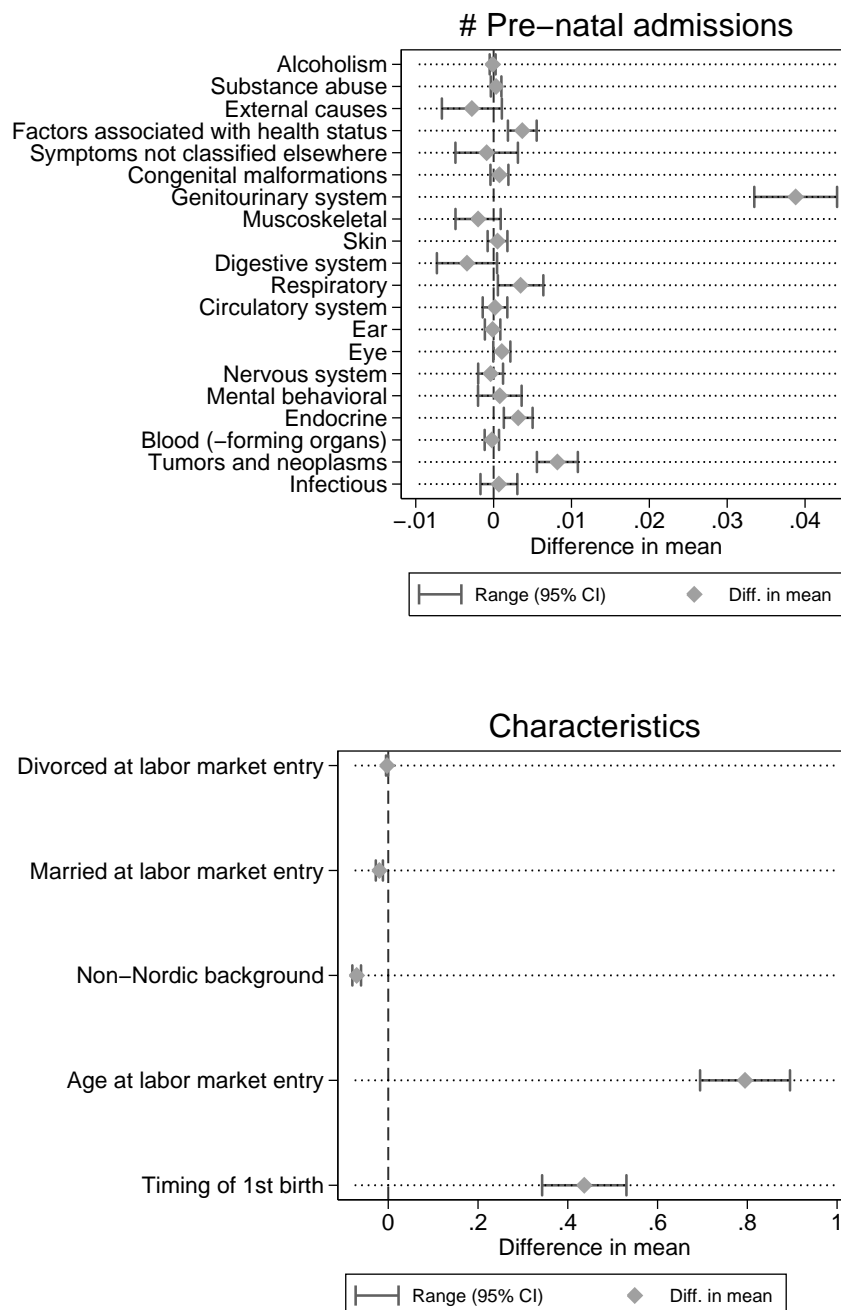 # Pre−natal admissions
Alcoholism
Substance abuse
External causes
Factors associated with health status
Symptoms not classified elsewhere
Congenital malformations
Genitourinary system
Muscoskeletal
Skin
Digestive system
Respiratory
Circulatory system
Ear
Eye
Nervous system
Mental behavioral
Endocrine
Blood (−forming organs)
Tumors and neoplasms
Infectious
−.01 0 .01 .02 .03 .04
Difference in mean
Range (95% CI) Diff. in mean
Characteristics
Divorced at labor market entry
Married at labor market entry
Non−Nordic background
Age at labor market entry
Timing of 1st birth
0 .2 .4 .6 .8 1
Difference in mean
Range (95% CI) Diff. in mean